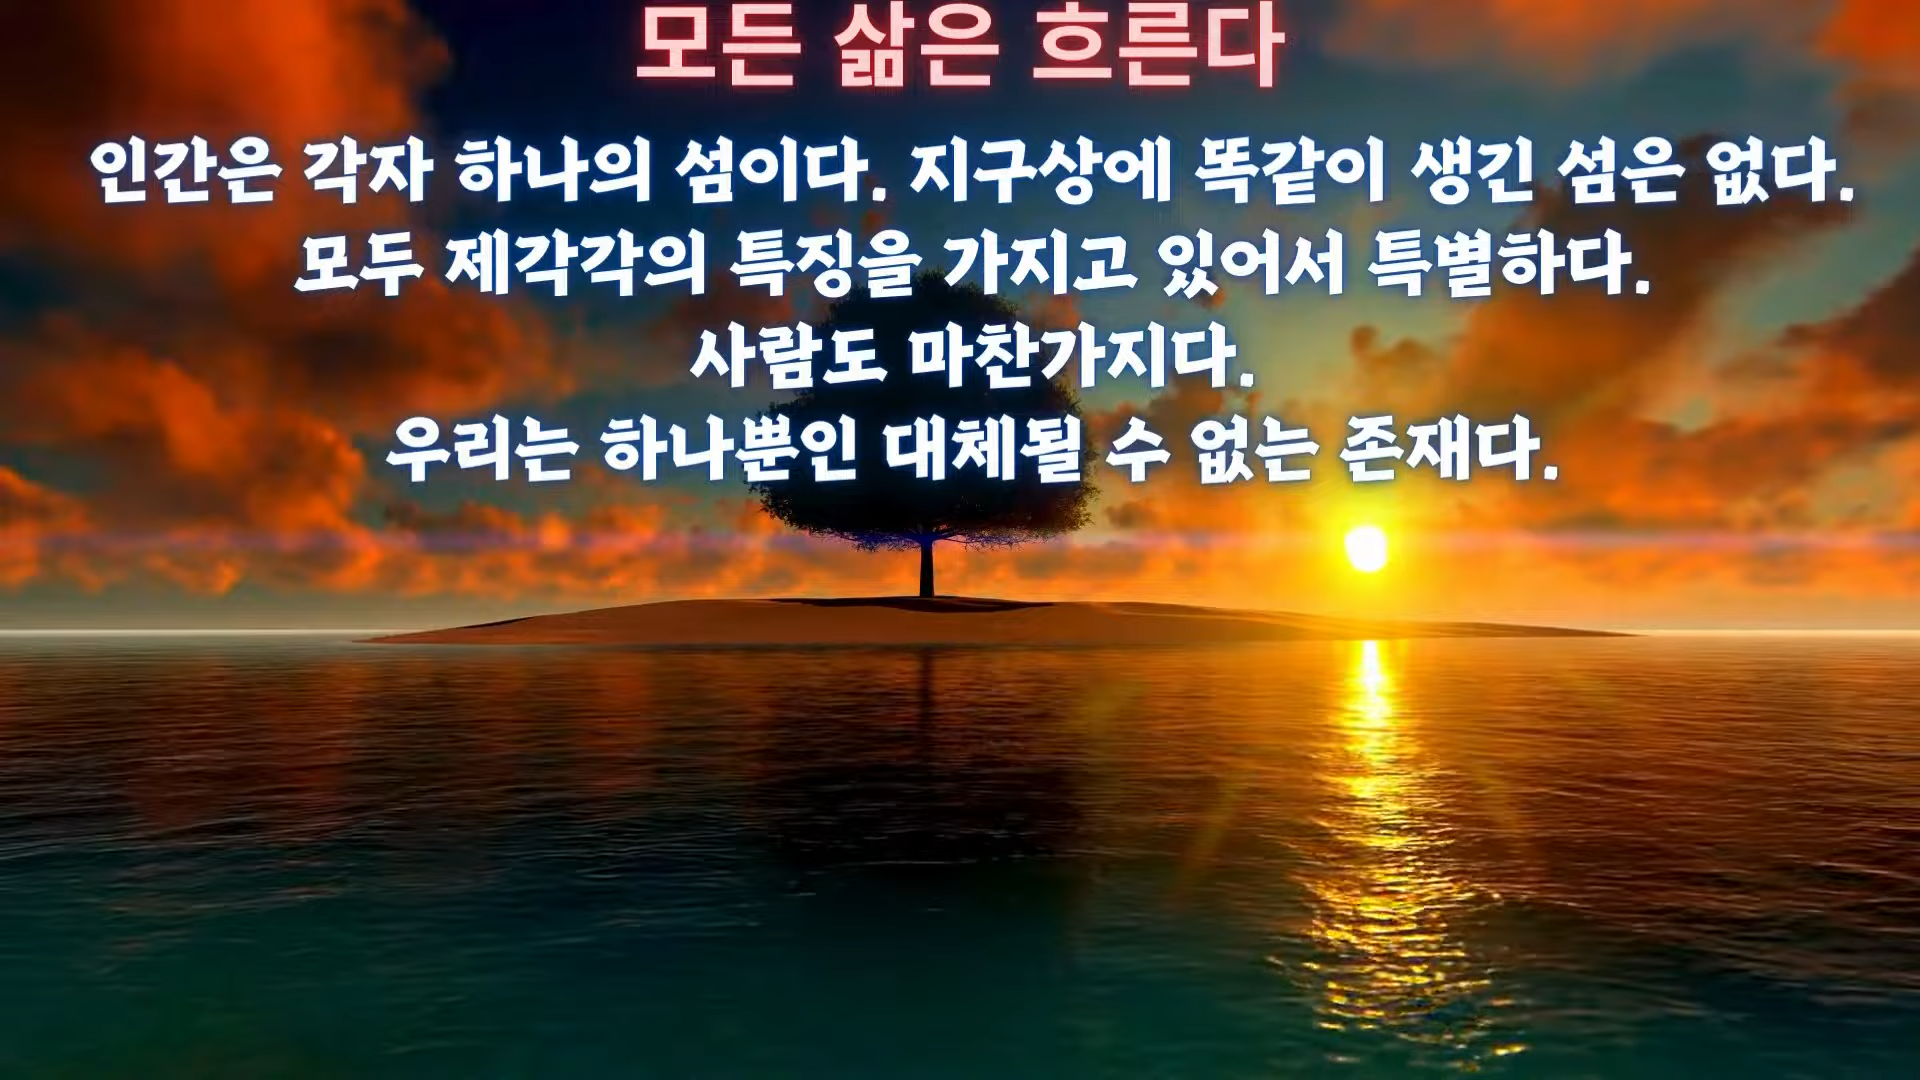 모든 삶은 흐른다
인간은 각자 하나의 섬이다. 지구상에 똑같이 생긴 섬은 없다.
모두 제각각의 특징을 가지고 있어서 특별하다.
사람도 마찬가지다.
우리는 하나뿐인 대체될 수 없는 존재다.